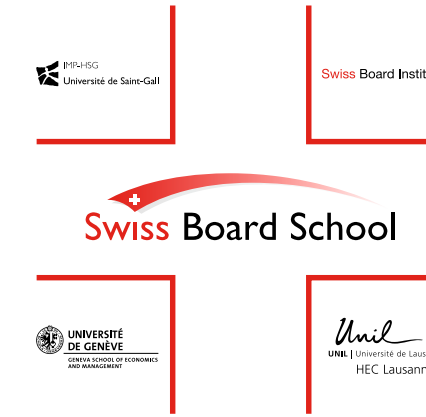 IMP-HSG
Université de Saint-Gall
Swiss Board Instit
Swiss Board School
UNIVERSITÉ
DE GENÈVE
GENEVA SCHOOL OF ECONOMICS
AND MANAGEMENT
Unil
UNIL | Université de Laus
HEC Lausann